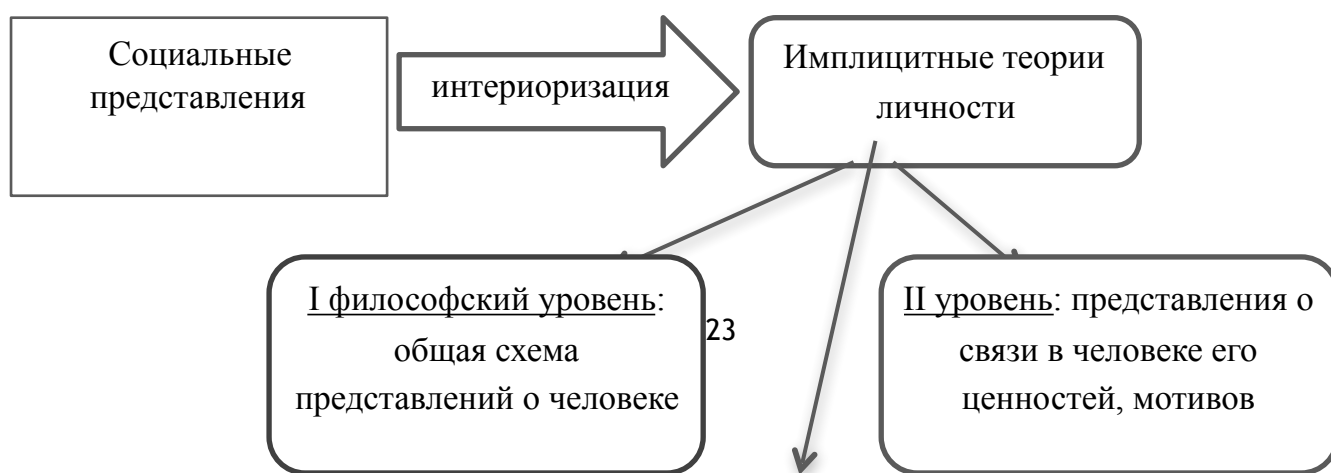 Социальные
представления
интериоризация
Имплицитные теории
личности
I философский уровень:
общая схема
представлений о человеке
23
II уровень: представления о
связи в человеке его
ценностей, мотивов